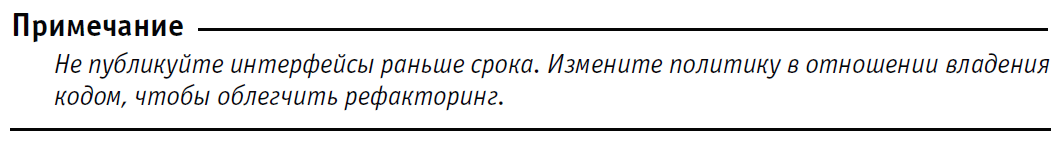 Примечание
Не публикуйте интерфейсы раньше срока. Измените политику в отношении владения
кодом, чтобы облегчить рефакторинг.